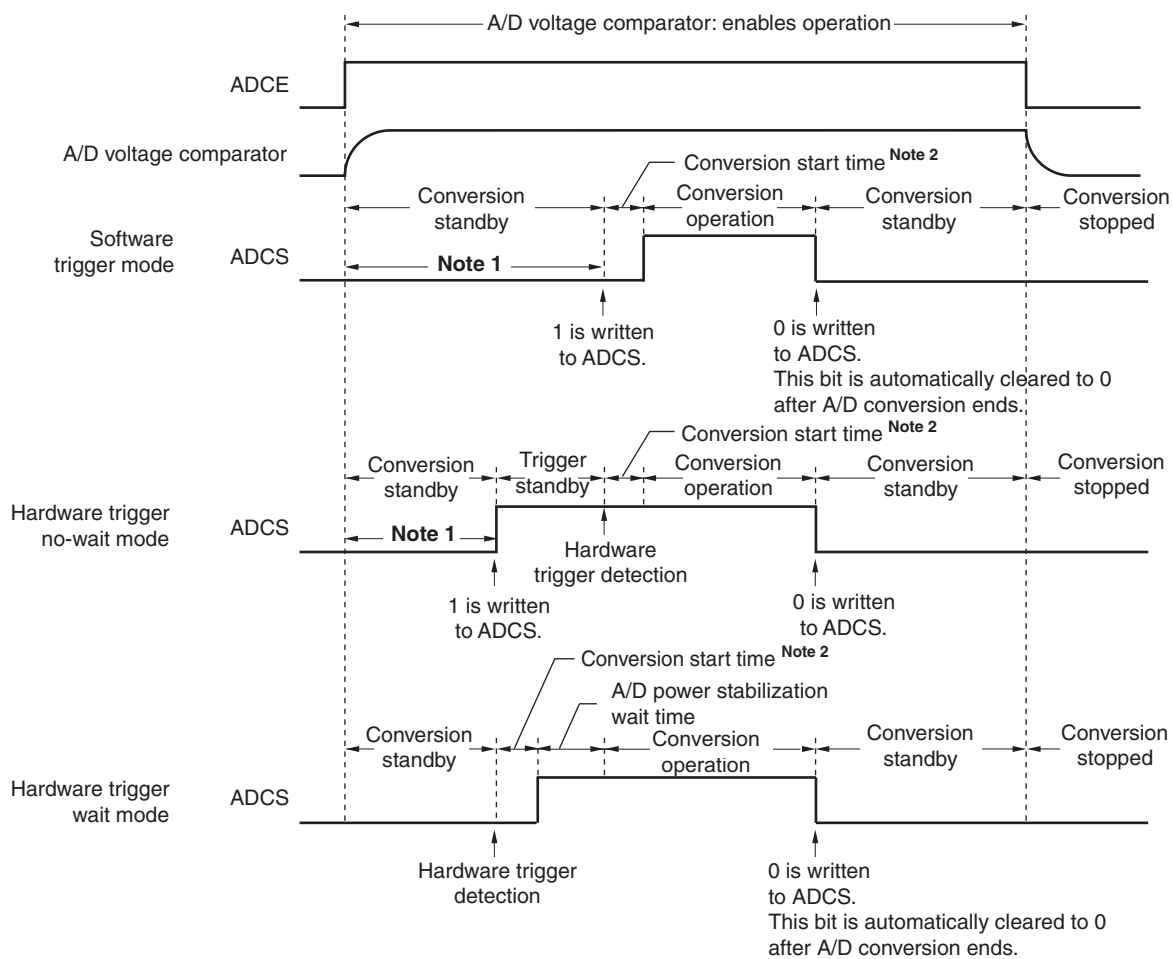 A/D voltage comparator: enables operation
ADCE
A/D voltage comparator
Conversion start time Note 2
Conversion
standby
Conversion
operation
Conversion
standby
Conversion
stopped
Software
trigger mode
ADCS
Note 1
1 is written
to ADCS.
0 is written
to ADCS.
This bit is automatically cleared to 0
after A/D conversion ends.
Conversion start time Note 2
Conversion
standby
Trigger
standby
Conversion
operation
Conversion
standby
Conversion
stopped
Hardware trigger
no-wait mode
ADCS
Note 1
Hardware
trigger detection
1 is written
to ADCS.
0 is written
to ADCS.
Conversion start time Note 2
A/D power stabilization
wait time
Conversion
standby
Conversion
operation
Conversion
standby
Conversion
stopped
Hardware trigger
wait mode
ADCS
Hardware trigger
detection
0 is written
to ADCS.
This bit is automatically cleared to 0
after A/D conversion ends.